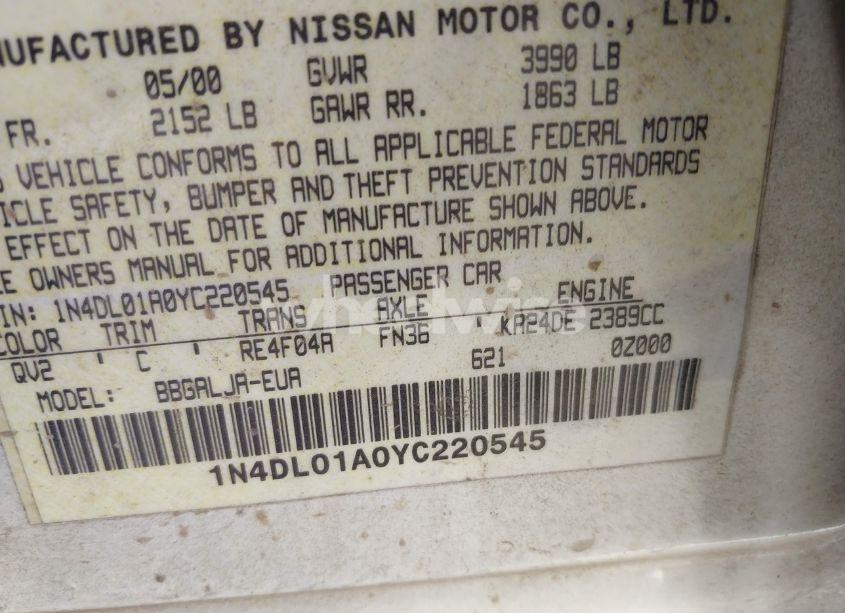 NUFACTURED BY NISSAN MOTOR CO., LTD.
05/00 GVWR 3990 LB
FR. 2152 LB GAWR RR. 1863 LB
VEHICLE CONFORMS TO ALL APPLICABLE FEDERAL MOTOR
ICLE SAFETY, BUMPER AND THEFT PREVENTION STANDARDS
EFFECT ON THE DATE OF MANUFACTURE SHOWN ABOVE.
E OWNERS MANUAL FOR ADDITIONAL INFORMATION.
IN: 1N4DL01A0YC220545 PASSENGER CAR
COLOR TRIM TRANS AXLE ENGINE
QV2 ' C ' RE4F04A FN36 ' KA24DE 2389CC
MODEL: BBGALJA-EUA 621 0Z000
1N4DL01A0YC220545
wheelwise